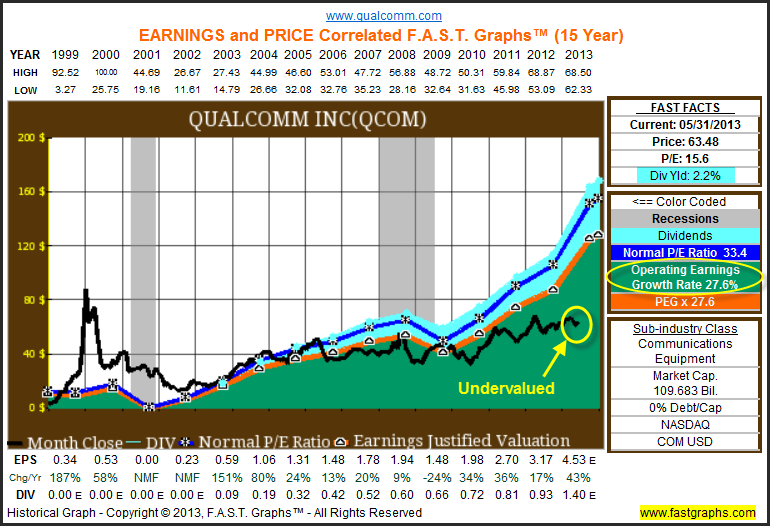 www.qualcomm.com
EARNINGS and PRICE Correlated F.A.S.T. Graphs™ (15 Year)
YEAR 1999 2000 2001 2002 2003 2004 2005 2006 2007 2008 2009 2010 2011 2012 2013
HIGH 92.52 100.00 44.69 26.67 27.43 44.99 46.60 53.01 47.72 56.88 48.72 50.31 59.84 68.87 68.50
LOW 3.27 25.75 19.16 11.61 14.79 26.66 32.08 32.76 35.23 28.16 32.64 31.63 45.98 53.09 62.33
QUALCOMM INC(QCOM)
200 $
160 $
120 $
80 $
40 $
0 $
Undervalued
Month Close DIV Normal P/E Ratio Earnings Justified Valuation
EPS 0.34 0.53 0.00 0.23 0.59 1.06 1.31 1.48 1.78 1.94 1.48 1.98 2.70 3.17 4.53 E
Chg/Yr 187% 58% NMF NMF 151% 80% 24% 13% 20% 9% -24% 34% 36% 17% 43%
DIV 0.00 E 0.00 E 0.00 E 0.00 E 0.09 0.19 0.32 0.42 0.52 0.60 0.66 0.72 0.81 0.93 1.40 E
Historical Graph - Copyright © 2013, F.A.S.T. Graphs™ - All Rights Reserved
FAST FACTS
Current: 05/31/2013
Price: 63.48
P/E: 15.6
Div Yld: 2.2%
<== Color Coded
Recessions
Dividends
Normal P/E Ratio 33.4
Operating Earnings
Growth Rate 27.6%
PEG x 27.6
Sub-industry Class
Communications
Equipment
Market Cap.
109.683 Bil.
0% Debt/Cap
NASDAQ
COM USD
www.fastgraphs.com